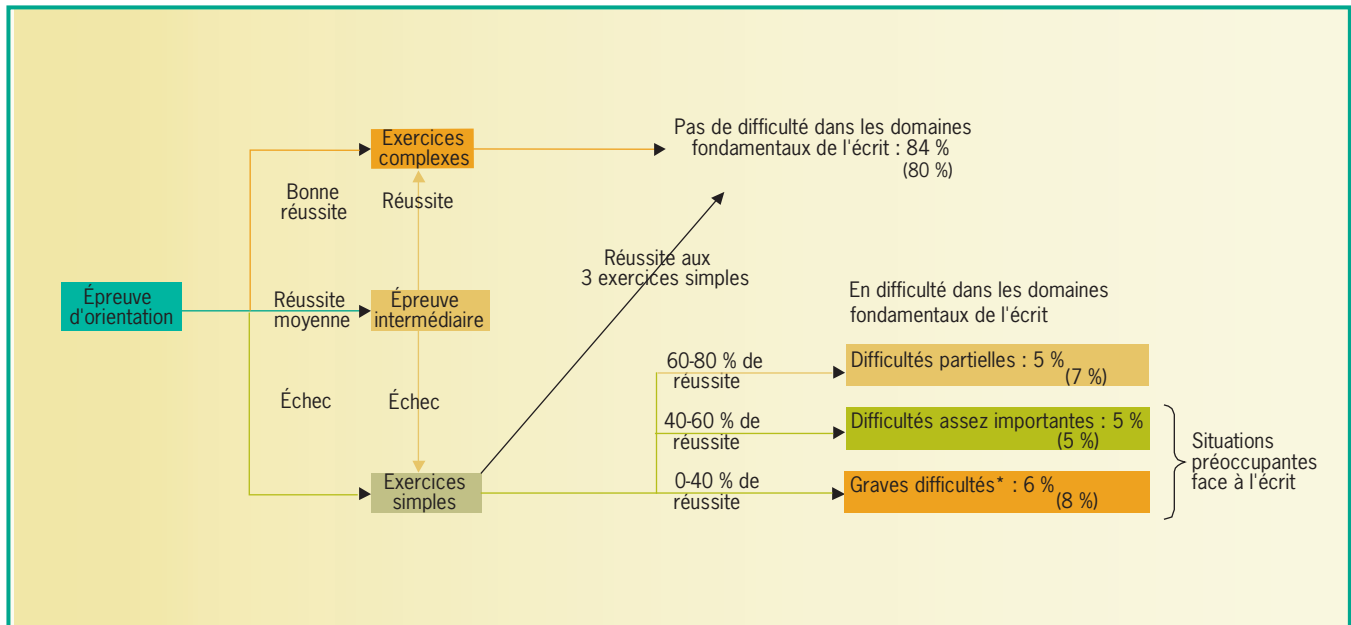 Épreuve
d'orientation
Bonne
réussite
Réussite
moyenne
Échec
Exercices
complexes
Réussite
Épreuve
intermédiaire
Échec
Exercices
simples
Pas de difficulté dans les domaines
fondamentaux de l'écrit : 84 %
(80 %)
Réussite aux
3 exercices simples
En difficulté dans les domaines
fondamentaux de l'écrit
60-80 % de
réussite
Difficultés partielles : 5 %
(7 %)
40-60 % de
réussite
Difficultés assez importantes : 5 %
(5 %)
0-40 % de
réussite
Graves difficultés* : 6 %
(8 %)
Situations
préoccupantes
face à l'écrit